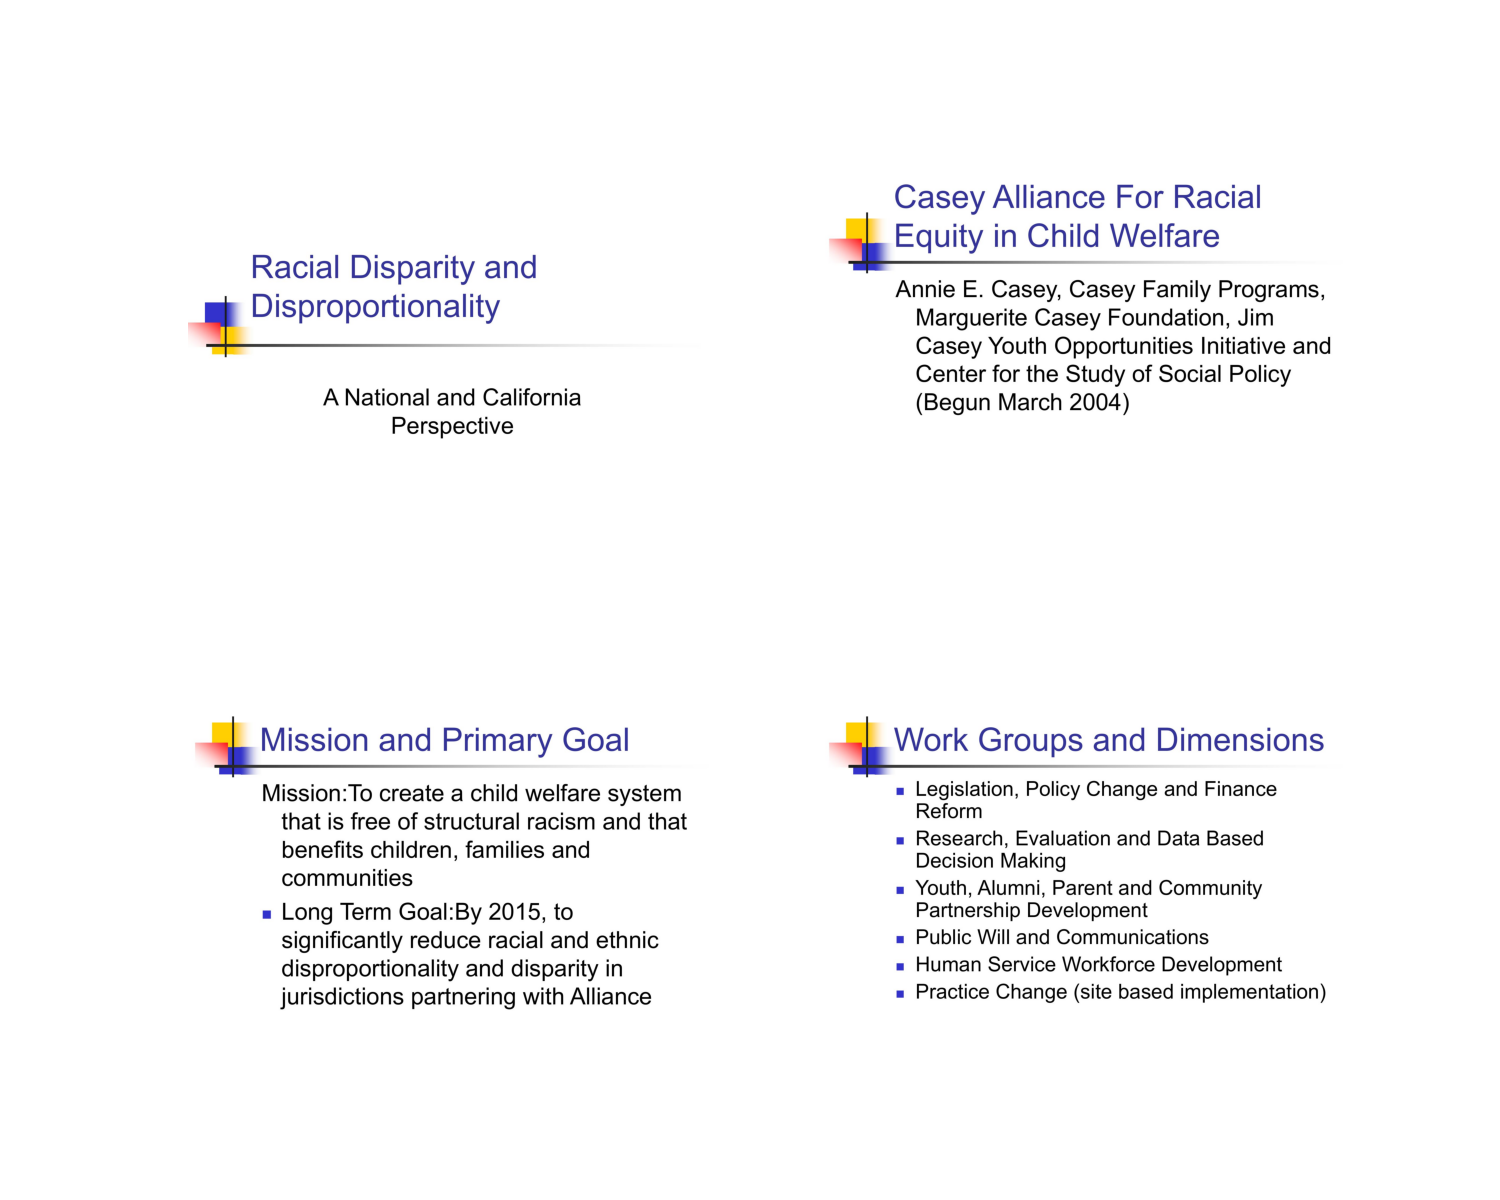 Racial Disparity and
Disproportionality
A National and California
Perspective
Casey Alliance For Racial
Equity in Child Welfare
Annie E. Casey, Casey Family Programs,
Marguerite Casey Foundation, Jim
Casey Youth Opportunities Initiative and
Center for the Study of Social Policy
(Begun March 2004)
Mission and Primary Goal
Mission:To create a child welfare system
that is free of structural racism and that
benefits children, families and
communities
Long Term Goal:By 2015, to
significantly reduce racial and ethnic
disproportionality and disparity in
jurisdictions partnering with Alliance
Work Groups and Dimensions
Legislation, Policy Change and Finance
Reform
Research, Evaluation and Data Based
Decision Making
Youth, Alumni, Parent and Community
Partnership Development
Public Will and Communications
Human Service Workforce Development
Practice Change (site based implementation)